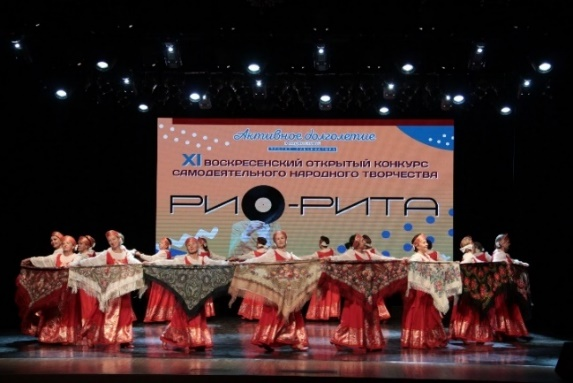 Активное долголетие
XI ВОСКРЕСЕНСКИЙ ОТКРЫТЫЙ КОНКУРС
САМОДЕЯТЕЛЬНОГО НАРОДНОГО ТВОРЧЕСТВА
РИО-РИТА